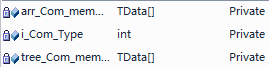 arr_Com_mem... TData[] Private
i_Com_Type int Private
tree_Com_mem... TData[] Private